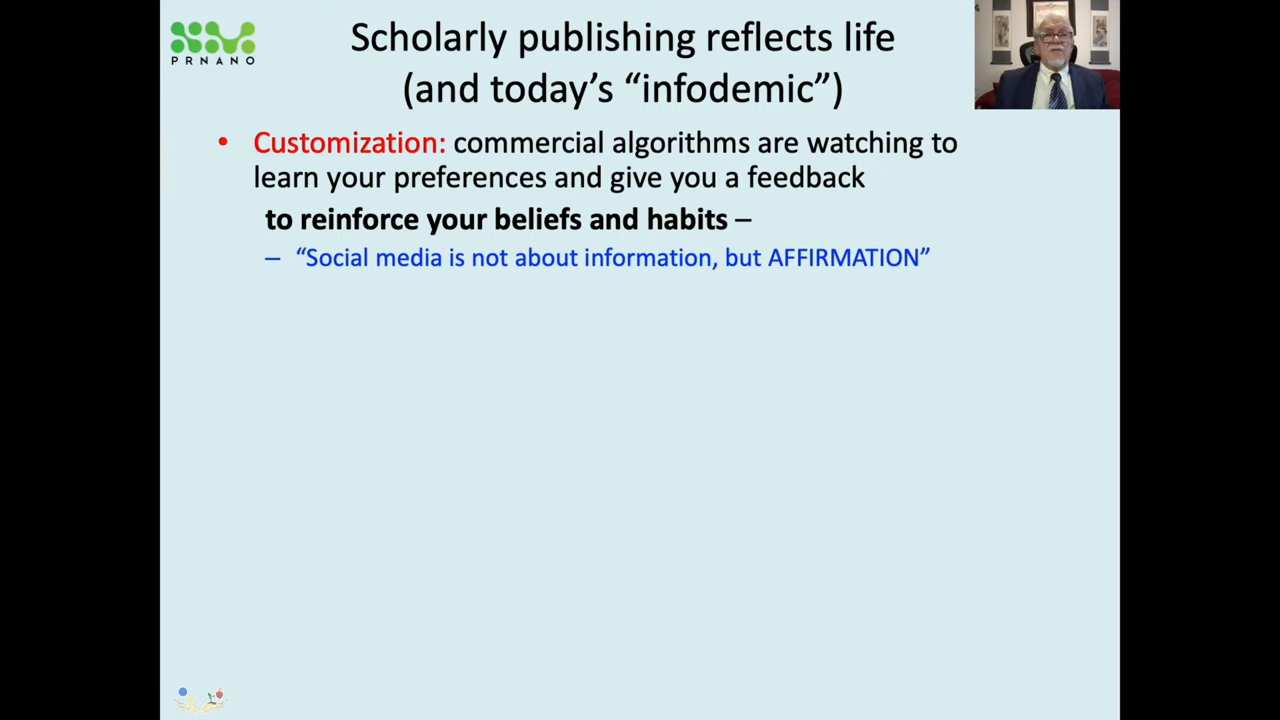 PRNANO
Scholarly publishing reflects life
(and today’s “infodemic”)
• Customization: commercial algorithms are watching to
learn your preferences and give you a feedback
to reinforce your beliefs and habits –
– “Social media is not about information, but AFFIRMATION”